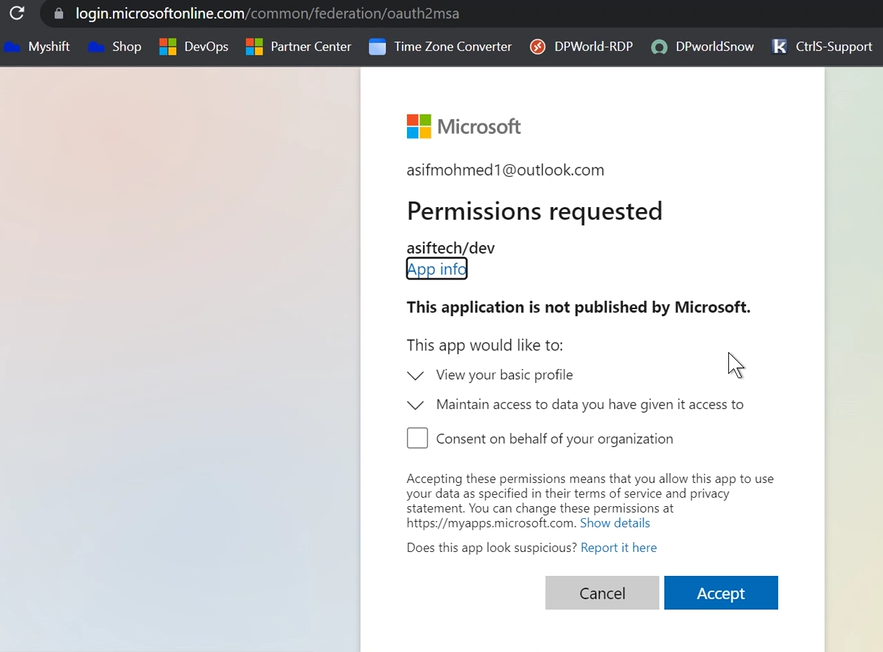 login.microsoftonline.com/common/federation/oauth2msa
Myshift Shop DevOps Partner Center Time Zone Converter DPWorld-RDP DPworldSnow CtrlS-Support
Microsoft
asifmohmed1@outlook.com
Permissions requested
asiftech/dev
App info
This application is not published by Microsoft.
This app would like to:
View your basic profile
Maintain access to data you have given it access to
Consent on behalf of your organization
Accepting these permissions means that you allow this app to use
your data as specified in their terms of service and privacy
statement. You can change these permissions at
https://myapps.microsoft.com. Show details
Does this app look suspicious? Report it here
Cancel Accept